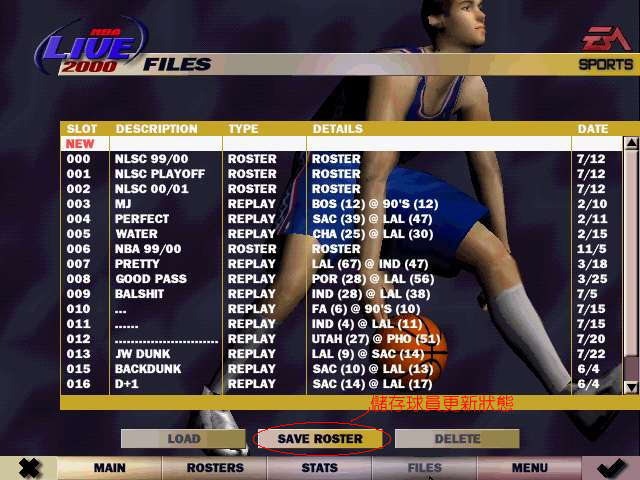 NBA
LIVE
2000
FILES
EA
SPORTS
SLOT DESCRIPTION TYPE DETAILS DATE
NEW
000 NLSC 99/00 ROSTER ROSTER 7/12
001 NLSC PLAYOFF ROSTER ROSTER 7/12
002 NLSC 00/01 ROSTER ROSTER 7/12
003 MJ REPLAY BOS (12) @ 90'S (12) 2/10
004 PERFECT REPLAY SAC (39) @ LAL (47) 2/11
005 WATER REPLAY CHA (25) @ LAL (30) 2/15
006 NBA 99/00 ROSTER ROSTER 11/5
007 PRETTY REPLAY LAL (67) @ IND (47) 3/18
008 GOOD PASS REPLAY POR (28) @ LAL (56) 3/25
009 BALSHIT REPLAY IND (28) @ LAL (38) 7/5
010 --- REPLAY FA (6) @ 90'S (10) 7/15
011 ------ REPLAY IND (4) @ LAL (11) 7/15
012 -------------------------- REPLAY UTAH (27) @ PHO (51) 7/20
013 JW DUNK REPLAY LAL (9) @ SAC (14) 7/22
015 BACKDUNK REPLAY SAC (10) @ LAL (13) 6/4
016 D+1 REPLAY SAC (14) @ LAL (17) 6/4
儲存球員更新狀態
LOAD SAVE ROSTER DELETE
MAIN ROSTERS STATS FILES MENU